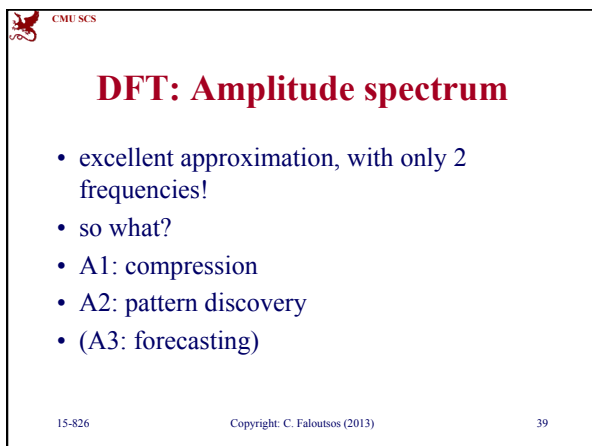 CMU SCS
DFT: Amplitude spectrum
• excellent approximation, with only 2
frequencies!
• so what?
• A1: compression
• A2: pattern discovery
• (A3: forecasting)
15-826 Copyright: C. Faloutsos (2013) 39